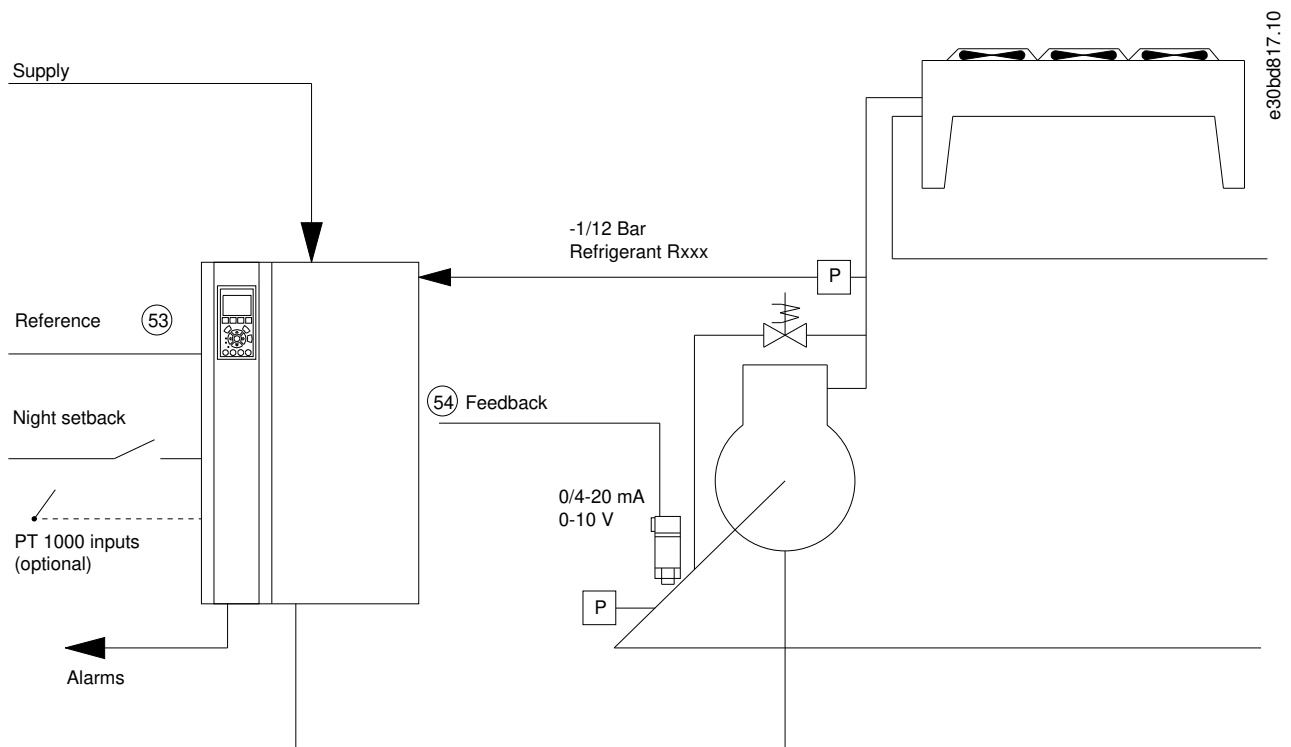 e30bd817.10
Supply
-1/12 Bar
Refrigerant Rxxx
P
Reference
53
Night setback
54
Feedback
0/4-20 mA
0-10 V
PT 1000 inputs
(optional)
P
Alarms